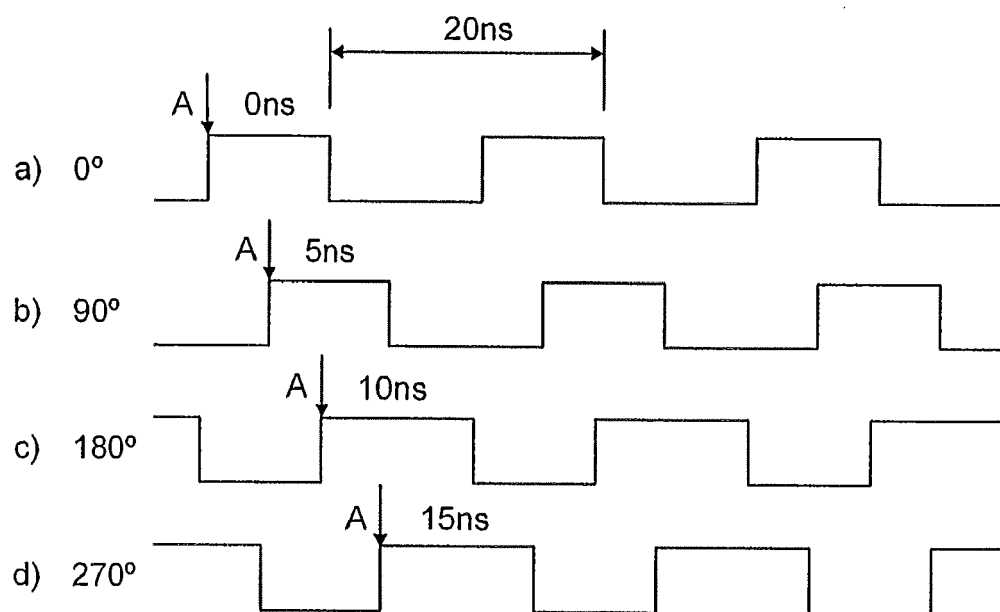 20ns
A 0ns
a) 0º
A 5ns
b) 90º
A 10ns
c) 180º
A 15ns
d) 270º